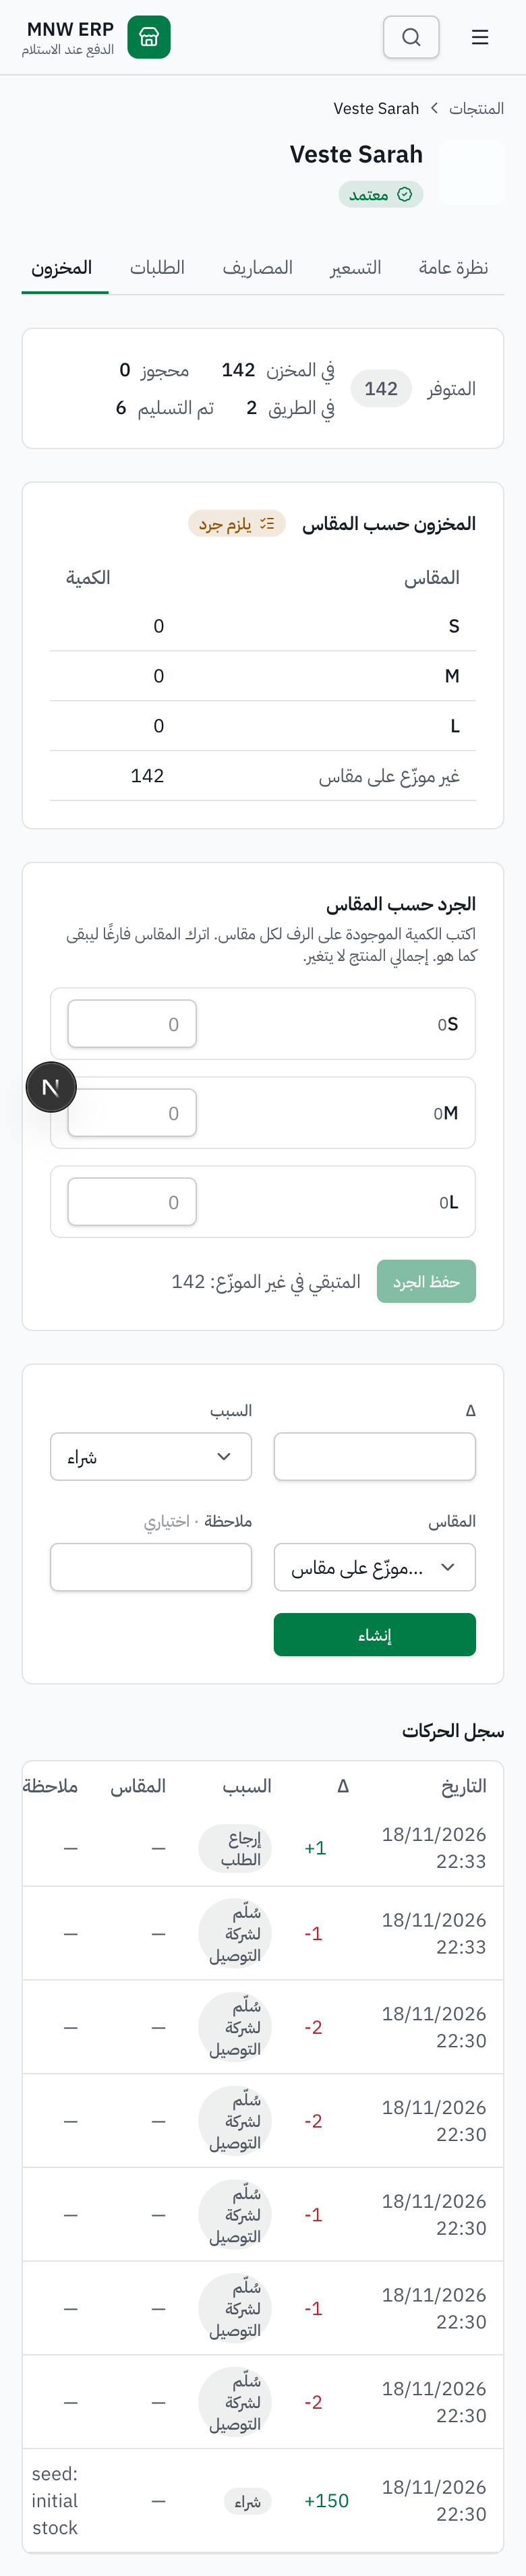 MNW ERP
الدفع عند الاستلام
المنتجات
Veste Sarah
Veste Sarah
معتمد
نظرة عامة
التسعير
المصاريف
الطلبات
المخزون
المتوفر 142
في المخزن 142 محجوز 0
في الطريق 2 تم التسليم 6
المخزون حسب المقاس
يلزم جرد
المقاس الكمية
S 0
M 0
L 0
غير موزّع على مقاس 142
الجرد حسب المقاس
اكتب الكمية الموجودة على الرف لكل مقاس. اترك المقاس فارغًا ليبقى
كما هو. إجمالي المنتج لا يتغير.
S0 0
M0 0
L0 0
حفظ الجرد المتبقي في غير الموزّع: 142
Δ السبب
شراء
المقاس ملاحظة · اختياري
موزّع على مقاس...
إنشاء
سجل الحركات
التاريخ Δ السبب المقاس ملاحظة
18/11/2026
22:33
+1
إرجاع
الطلب
—
—
18/11/2026
22:33
-1
سُلّم
لشركة
التوصيل
—
—
18/11/2026
22:30
-2
سُلّم
لشركة
التوصيل
—
—
18/11/2026
22:30
-2
سُلّم
لشركة
التوصيل
—
—
18/11/2026
22:30
-1
سُلّم
لشركة
التوصيل
—
—
18/11/2026
22:30
-1
سُلّم
لشركة
التوصيل
—
—
18/11/2026
22:30
-2
سُلّم
لشركة
التوصيل
—
—
18/11/2026
22:30
+150
شراء
—
seed:
initial
stock